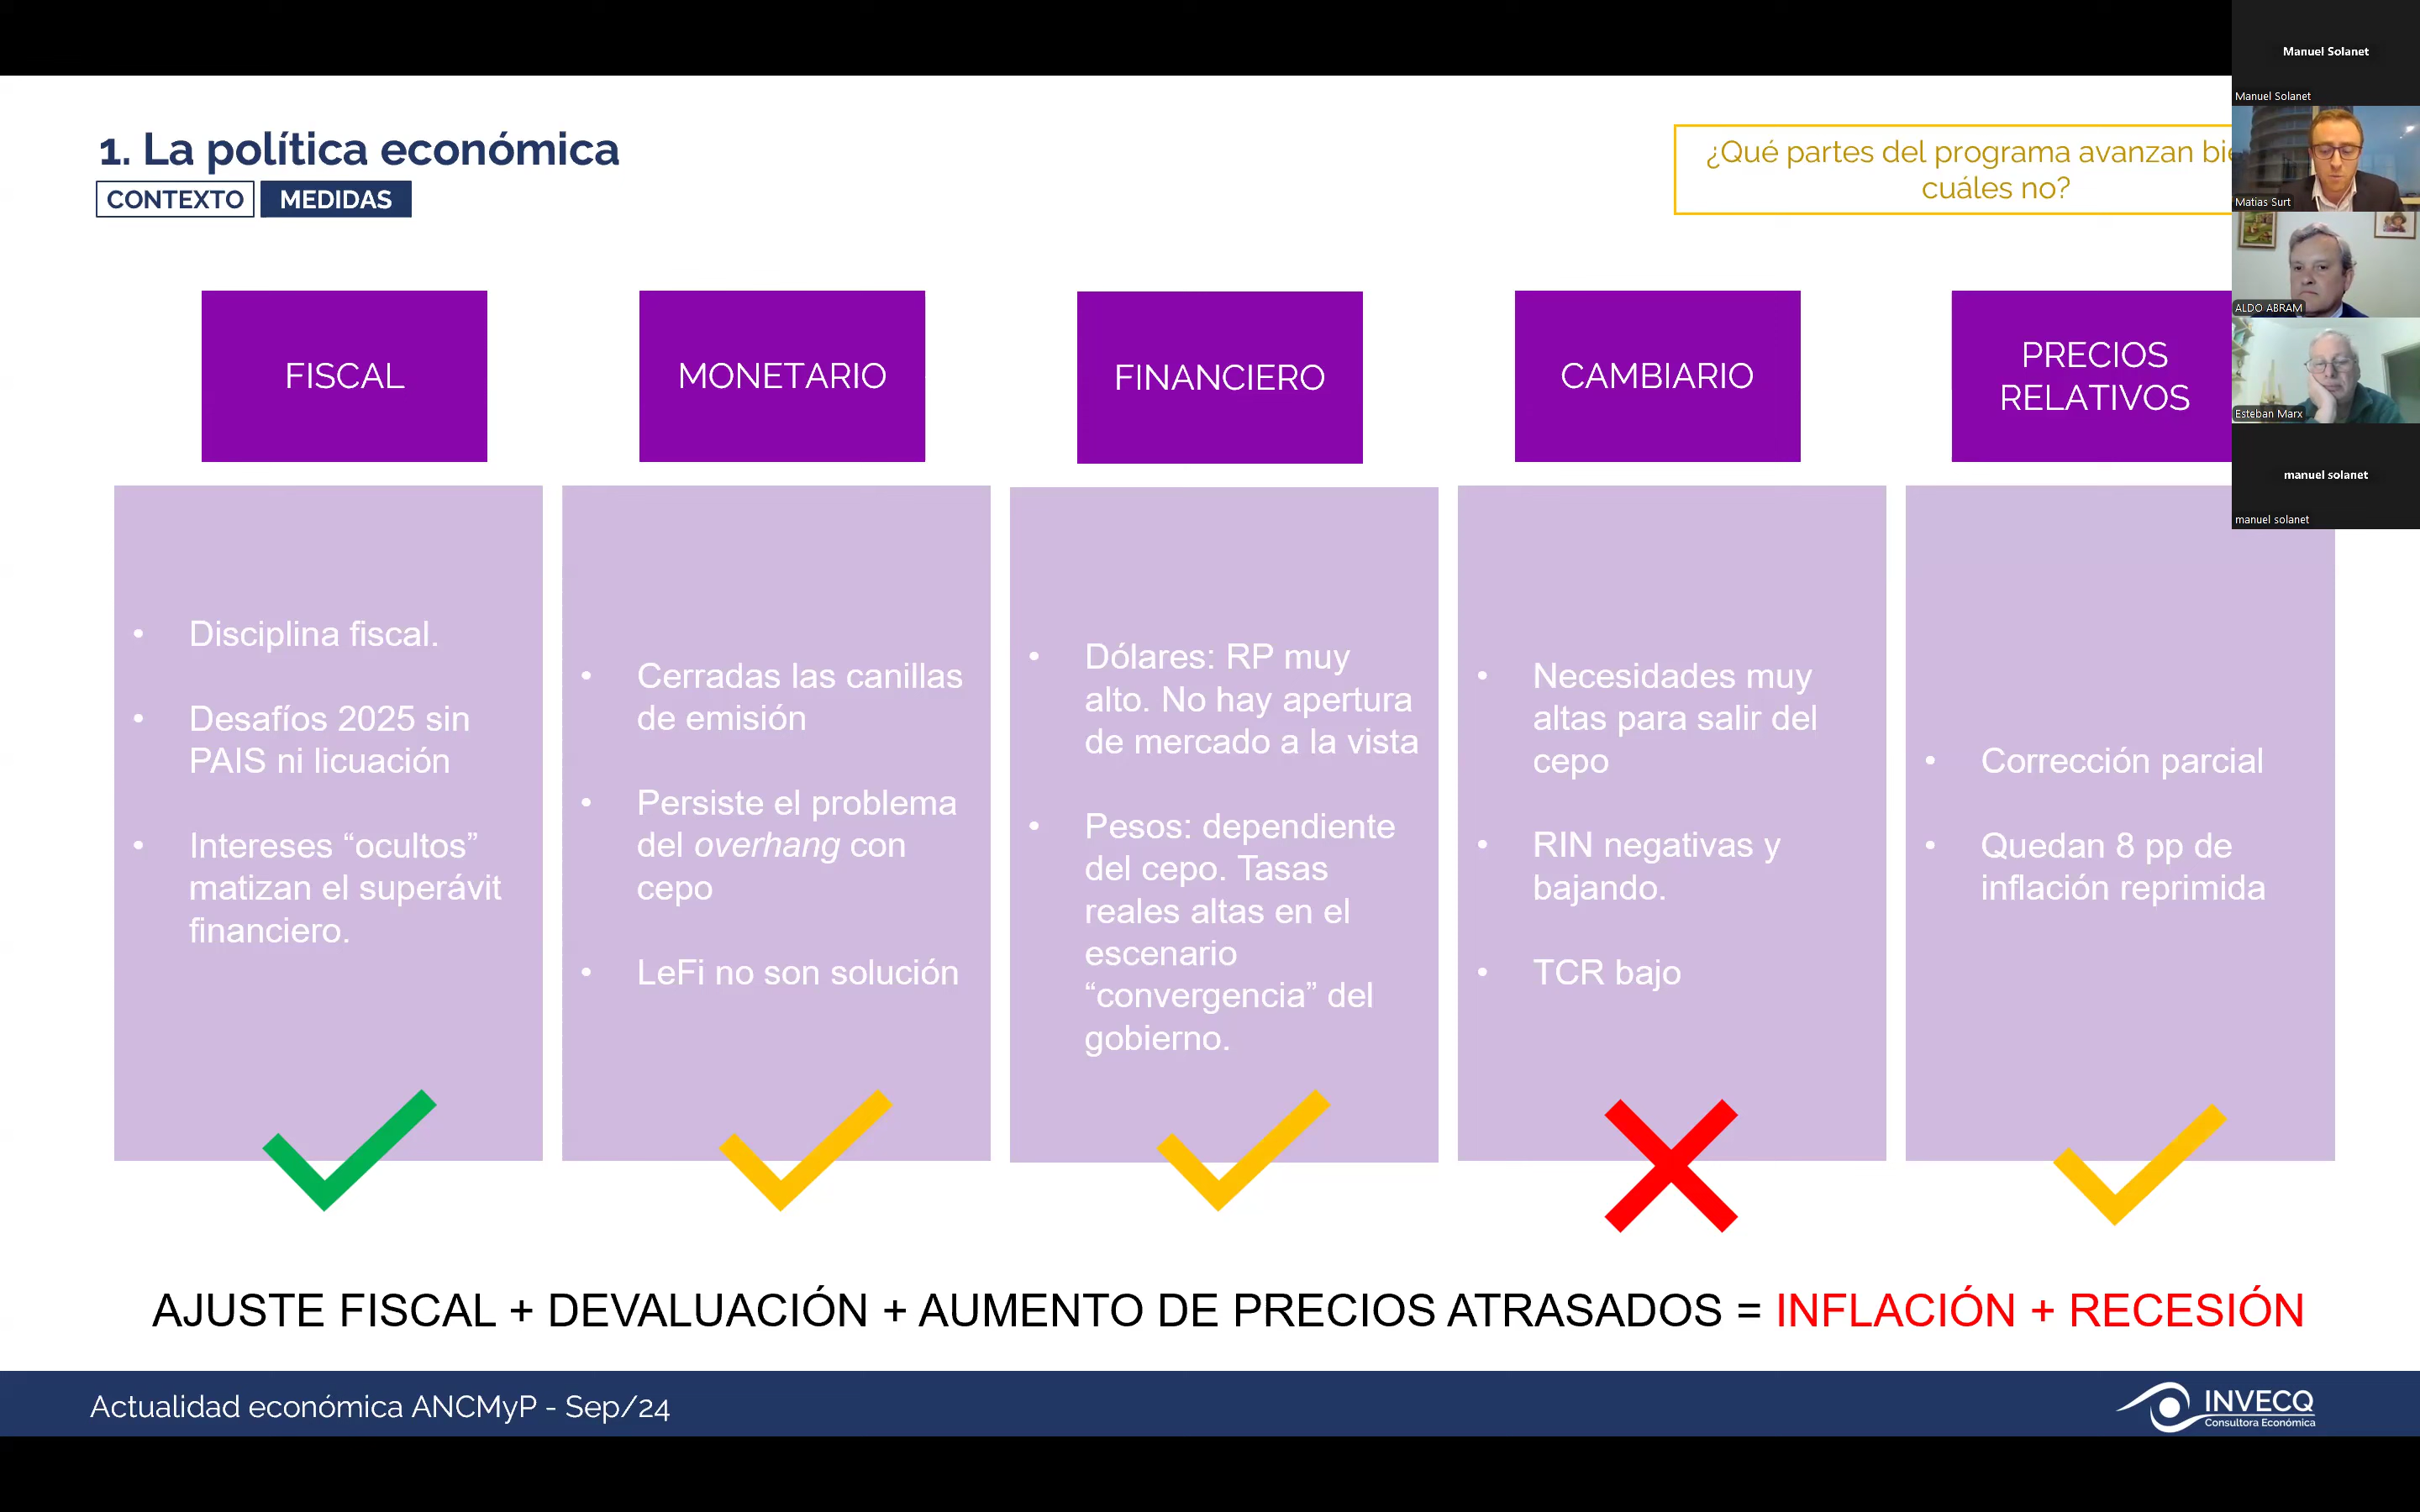 1. La política económica
CONTEXTO MEDIDAS
¿Qué partes del programa avanzan
cuáles no?
Manuel Solanet
Manuel Solanet
Matias Surt
ALDO ABRAM
Esteban Marx
manuel solanet
manuel solanet
FISCAL
• Disciplina fiscal.
• Desafíos 2025 sin
PAIS ni licuación
• Intereses “ocultos”
matizan el superávit
financiero.
MONETARIO
• Cerradas las canillas
de emisión
• Persiste el problema
del overhang con
cepo
• LeFi no son solución
FINANCIERO
• Dólares: RP muy
alto. No hay apertura
de mercado a la vista
• Pesos: dependiente
del cepo. Tasas
reales altas en el
escenario
“convergencia” del
gobierno.
CAMBIARIO
• Necesidades muy
altas para salir del
cepo
• RIN negativas y
bajando.
• TCR bajo
PRECIOS
RELATIVOS
• Corrección parcial
• Quedan 8 pp de
inflación reprimida
AJUSTE FISCAL + DEVALUACIÓN + AUMENTO DE PRECIOS ATRASADOS = INFLACIÓN + RECESIÓN
Actualidad económica ANCMyP - Sep/24
INVECQ
Consultora Económica